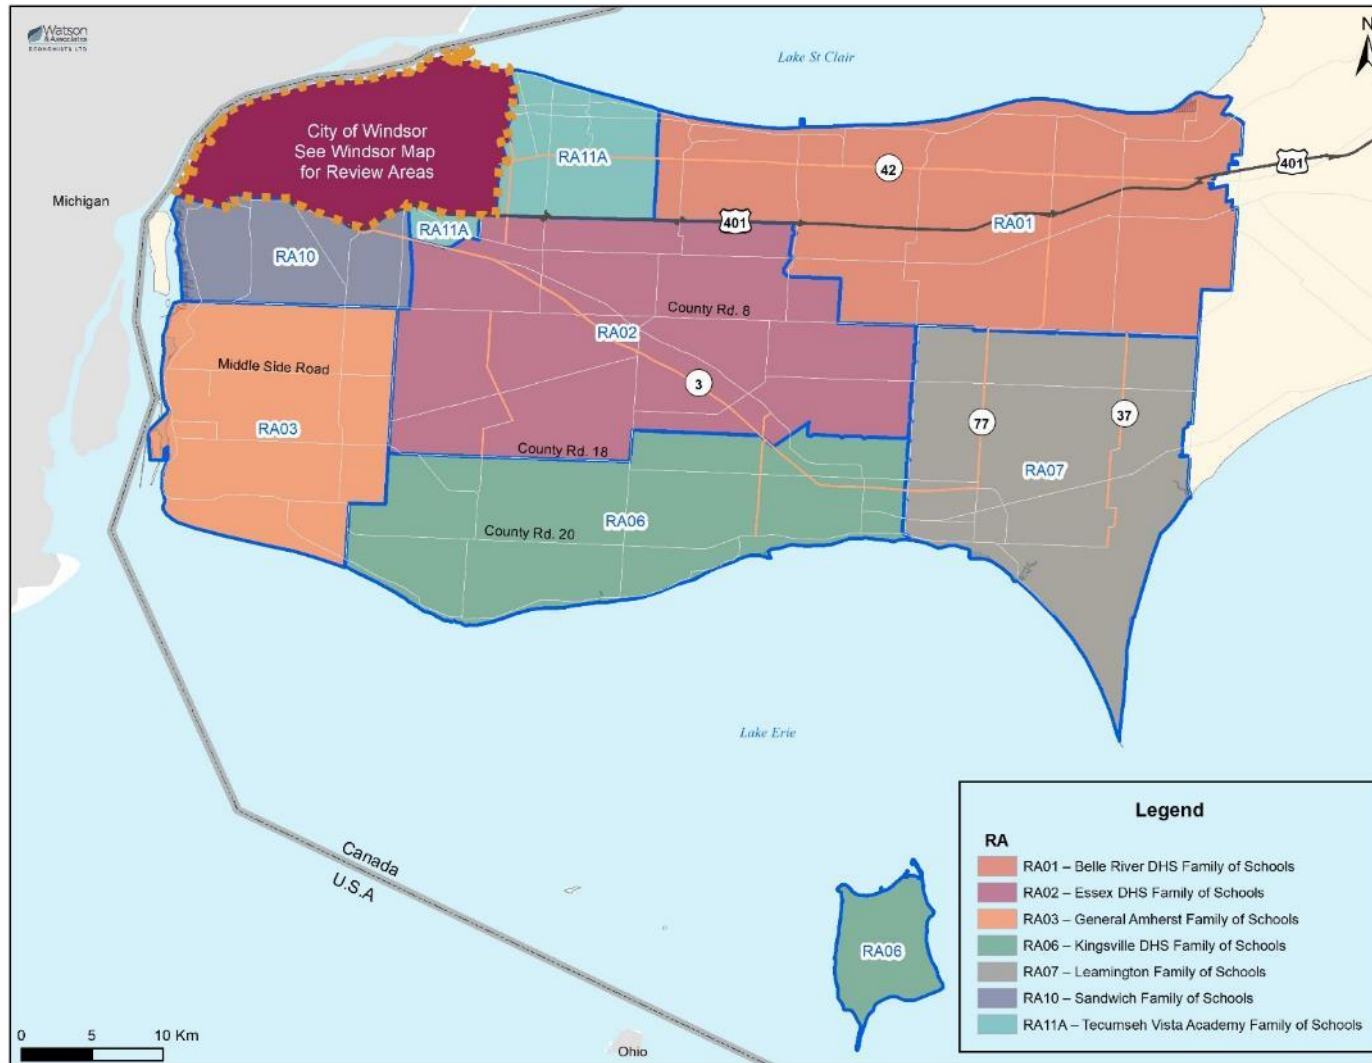 Watson
& Associates
ECONOMISTS LTD
N
Lake St Clair
City of Windsor
See Windsor Map
for Review Areas
RA11A
42
401
Michigan
RA11A
401
RA01
RA10
County Rd. 8
RA02
Middle Side Road
3
77
37
RA03
County Rd. 18
RA07
RA06
County Rd. 20
Lake Erie
Canada
U.S.A
RA06
Ohio
0 5 10 Km
Legend
RA
RA01 – Belle River DHS Family of Schools
RA02 – Essex DHS Family of Schools
RA03 – General Amherst Family of Schools
RA06 – Kingsville DHS Family of Schools
RA07 – Leamington Family of Schools
RA10 – Sandwich Family of Schools
RA11A – Tecumseh Vista Academy Family of Schools